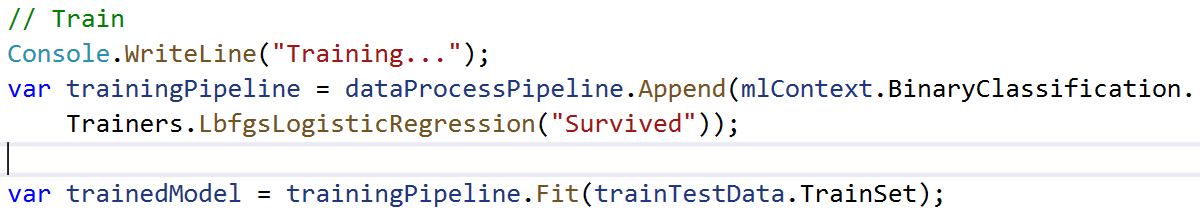 // Train
Console.WriteLine("Training...");
var trainingPipeline = dataProcessPipeline.Append(mlContext.BinaryClassification.
Trainers.LbfgsLogisticRegression("Survived"));
var trainedModel = trainingPipeline.Fit(trainTestData.TrainSet);